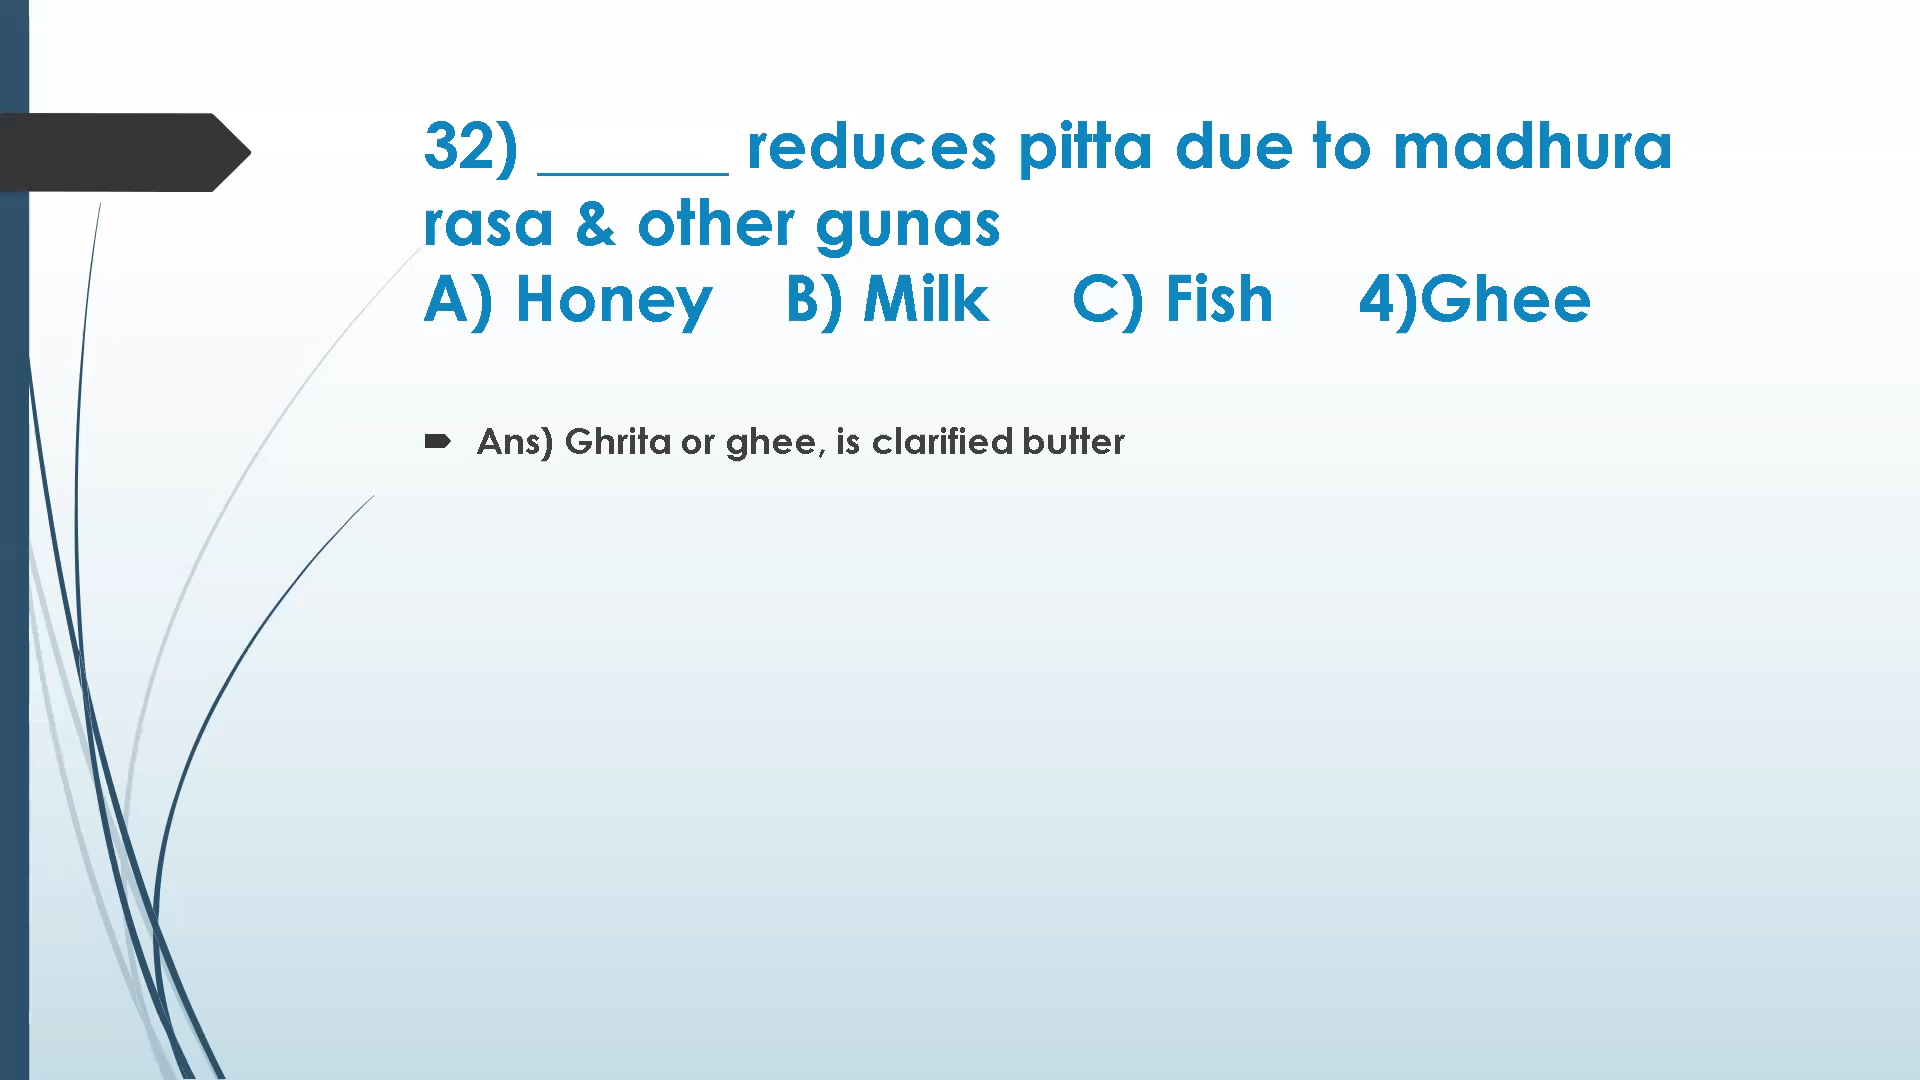 32) ______ reduces pitta due to madhura
rasa & other gunas
A) Honey B) Milk C) Fish 4)Ghee
Ans) Ghrita or ghee, is clarified butter